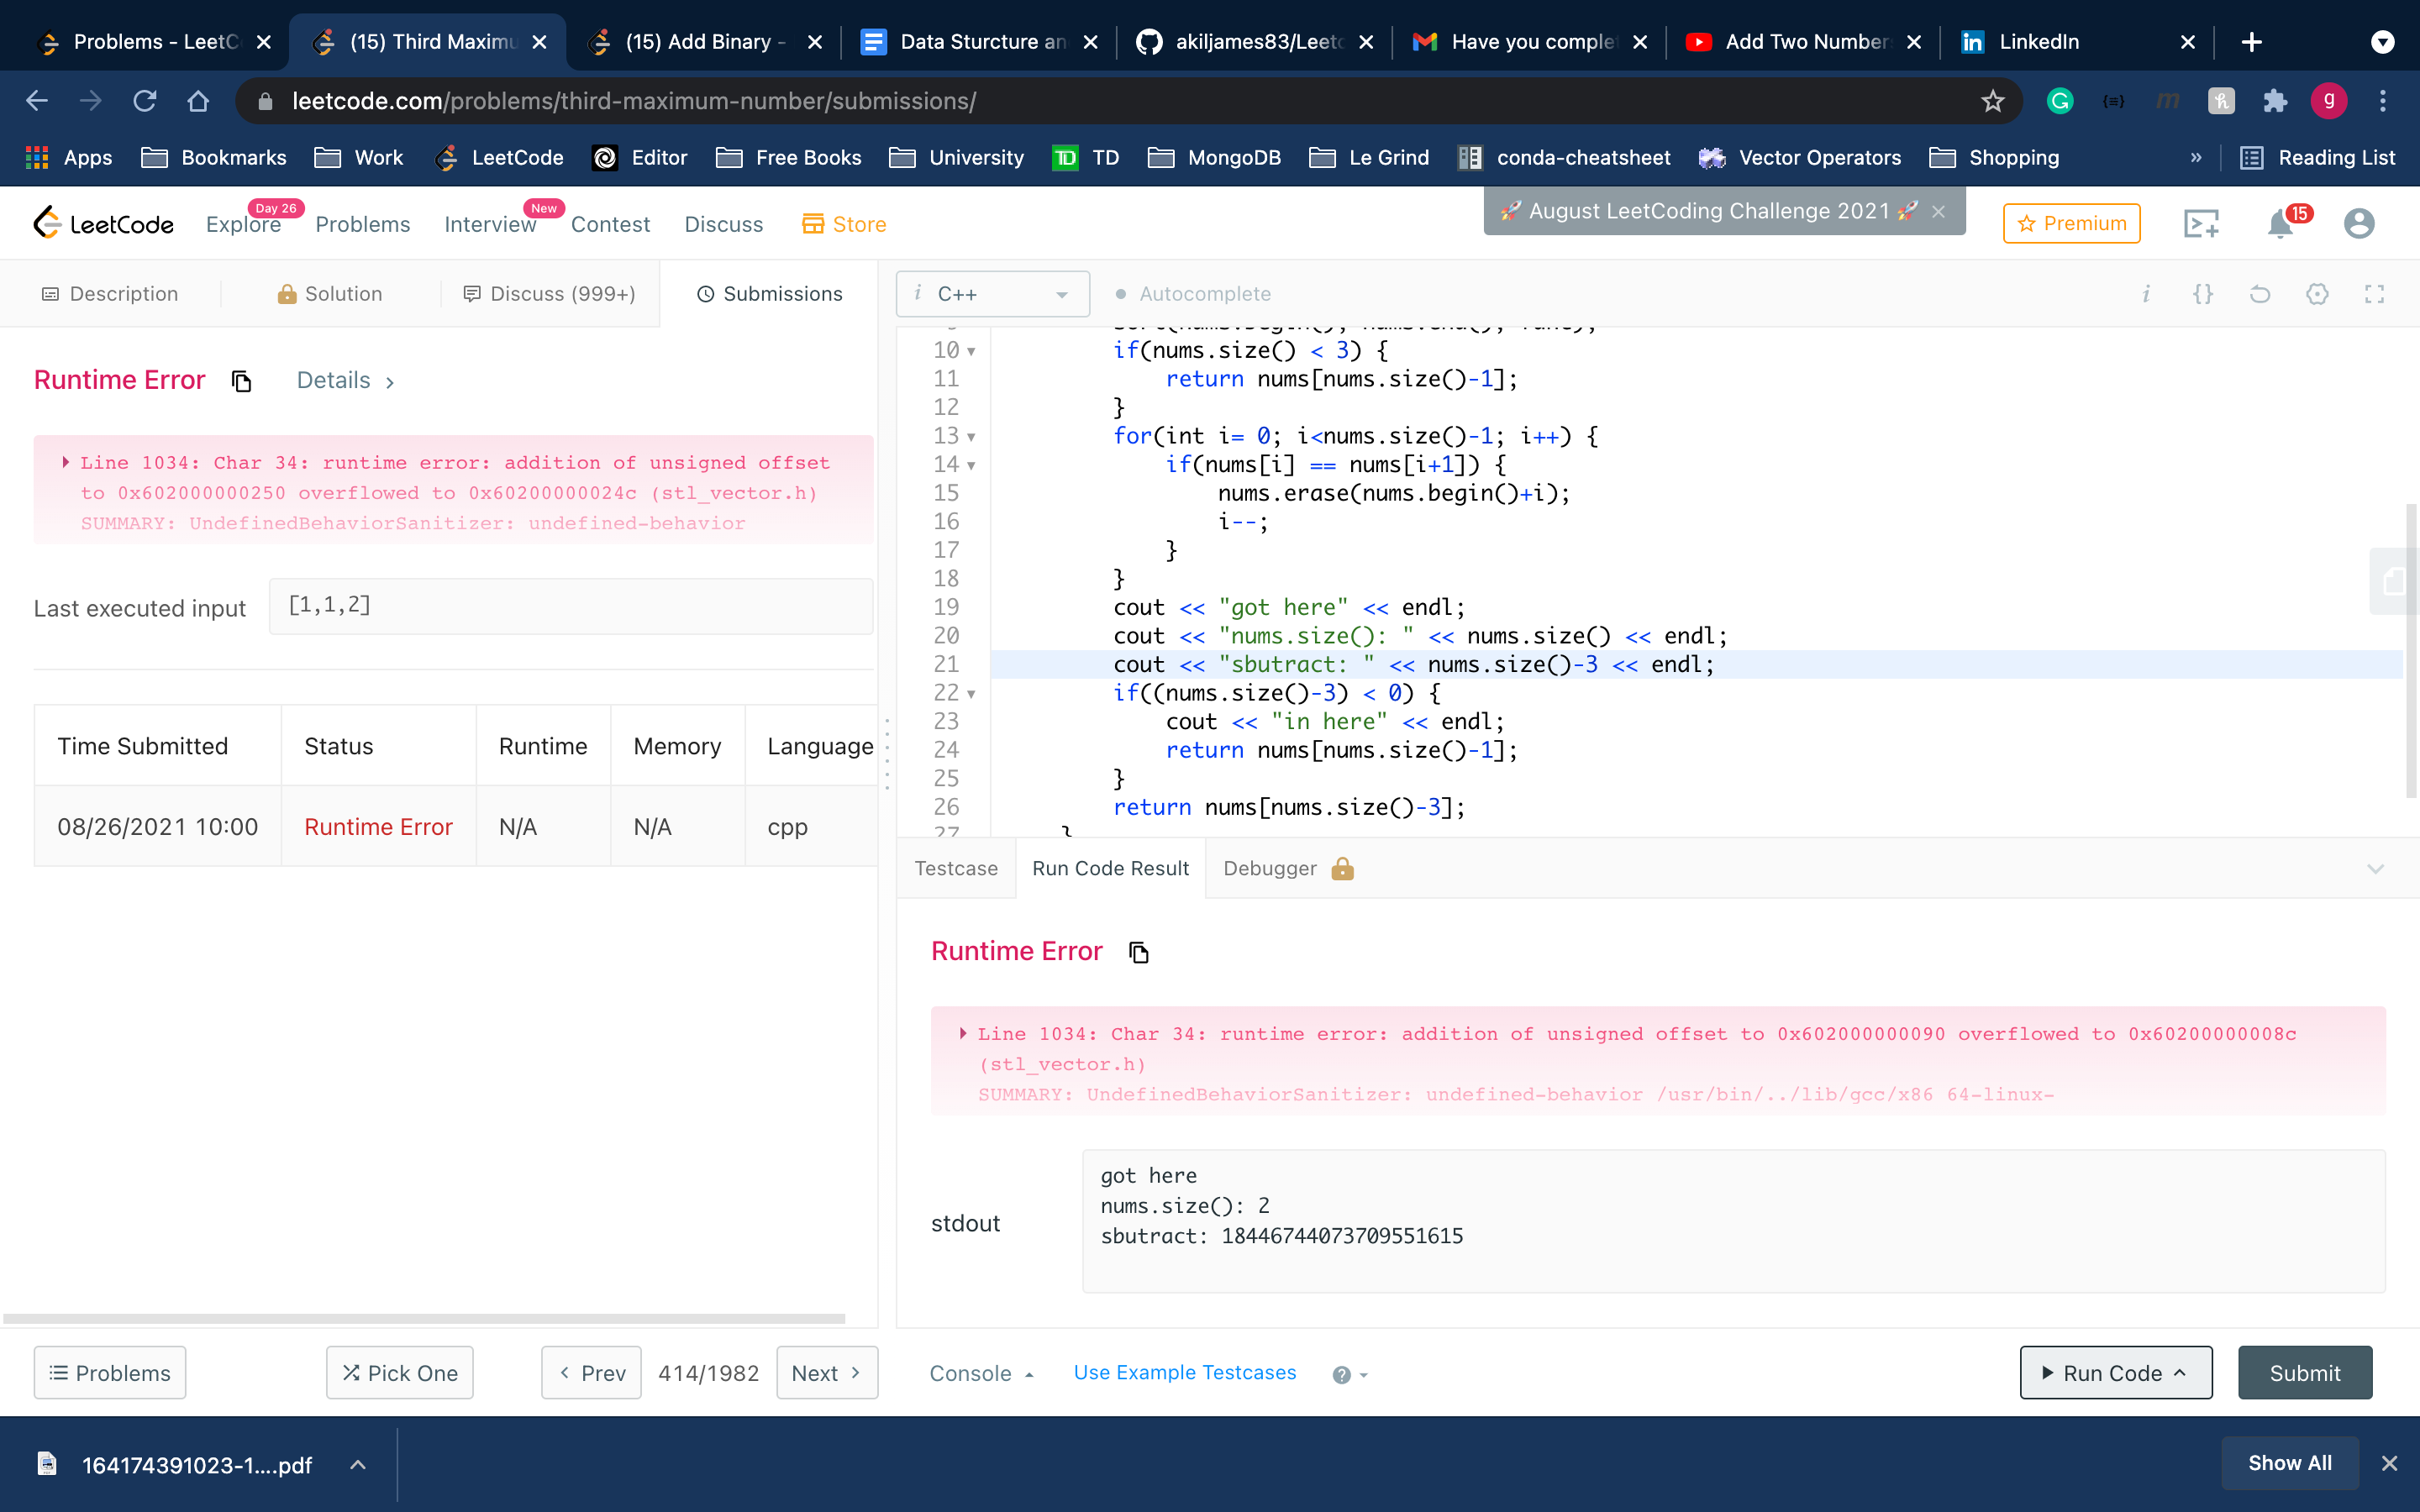 Problems - LeetC
(15) Third Maximu
(15) Add Binary -
Data Sturcture an
akiljames83/Leetc
Have you comple
Add Two Number
LinkedIn
leetcode.com/problems/third-maximum-number/submissions/
g
Apps
Bookmarks
Work
LeetCode
Editor
Free Books
University
TD
TD
MongoDB
Le Grind
conda-cheatsheet
Vector Operators
Shopping
»
Reading List
LeetCode
Explore
Day 26
Problems
Interview
New
Contest
Discuss
Store
🚀 August LeetCoding Challenge 2021 🚀
Premium
15
Description
Solution
Discuss (999+)
Submissions
i C++
Autocomplete
Runtime Error
Details
Line 1034: Char 34: runtime error: addition of unsigned offset
to 0x602000000250 overflowed to 0x60200000024c (stl_vector.h)
SUMMARY: UndefinedBehaviorSanitizer: undefined-behavior
Last executed input
[1,1,2]
Time Submitted Status Runtime Memory Language
08/26/2021 10:00 Runtime Error N/A N/A cpp
10 if(nums.size() < 3) {
11 return nums[nums.size()-1];
12 }
13 for(int i= 0; i<nums.size()-1; i++) {
14 if(nums[i] == nums[i+1]) {
15 nums.erase(nums.begin()+i);
16 i--;
17 }
18 }
19 cout << "got here" << endl;
20 cout << "nums.size(): " << nums.size() << endl;
21 cout << "sbutract: " << nums.size()-3 << endl;
22 if((nums.size()-3) < 0) {
23 cout << "in here" << endl;
24 return nums[nums.size()-1];
25 }
26 return nums[nums.size()-3];
27 }
Testcase
Run Code Result
Debugger
Runtime Error
Line 1034: Char 34: runtime error: addition of unsigned offset to 0x602000000090 overflowed to 0x60200000008c
(stl_vector.h)
SUMMARY: UndefinedBehaviorSanitizer: undefined-behavior /usr/bin/../lib/gcc/x86_64-linux-
stdout
got here
nums.size(): 2
sbutract: 18446744073709551615
Problems
Pick One
Prev
414/1982
Next
Console
Use Example Testcases
Run Code
Submit
164174391023-1....pdf
Show All